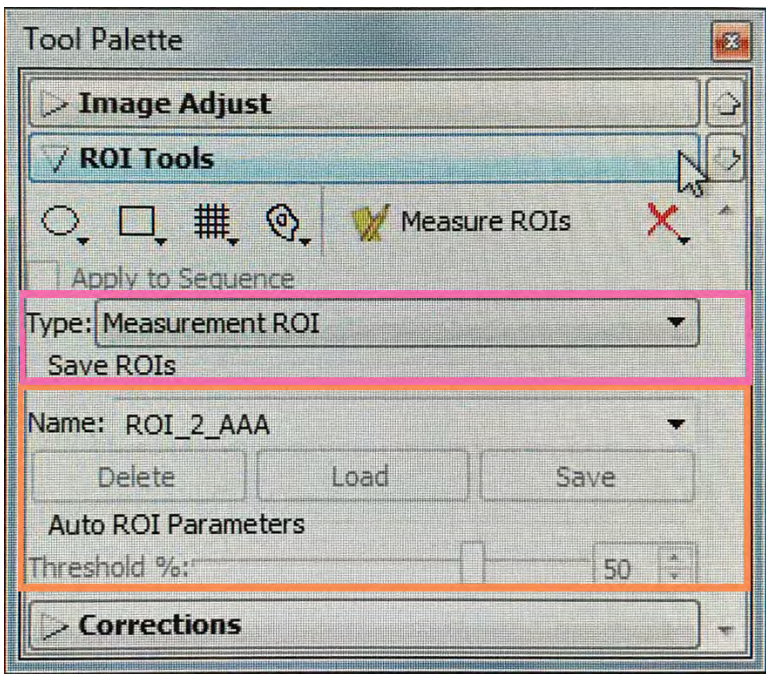 Tool Palette
Image Adjust
ROI Tools
Measure ROIs
Apply to Sequence
Type: Measurement ROI
Save ROIs
Name: ROI_2_AAA
Delete Load Save
Auto ROI Parameters
Threshold %: 50
Corrections